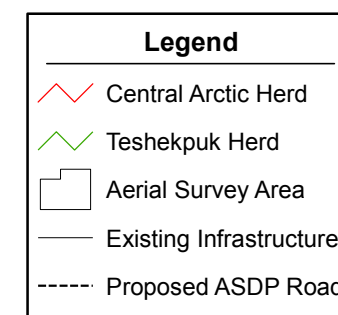 Legend
Central Arctic Herd
Teshekpuk Herd
Aerial Survey Area
Existing Infrastructure
Proposed ASDP Road